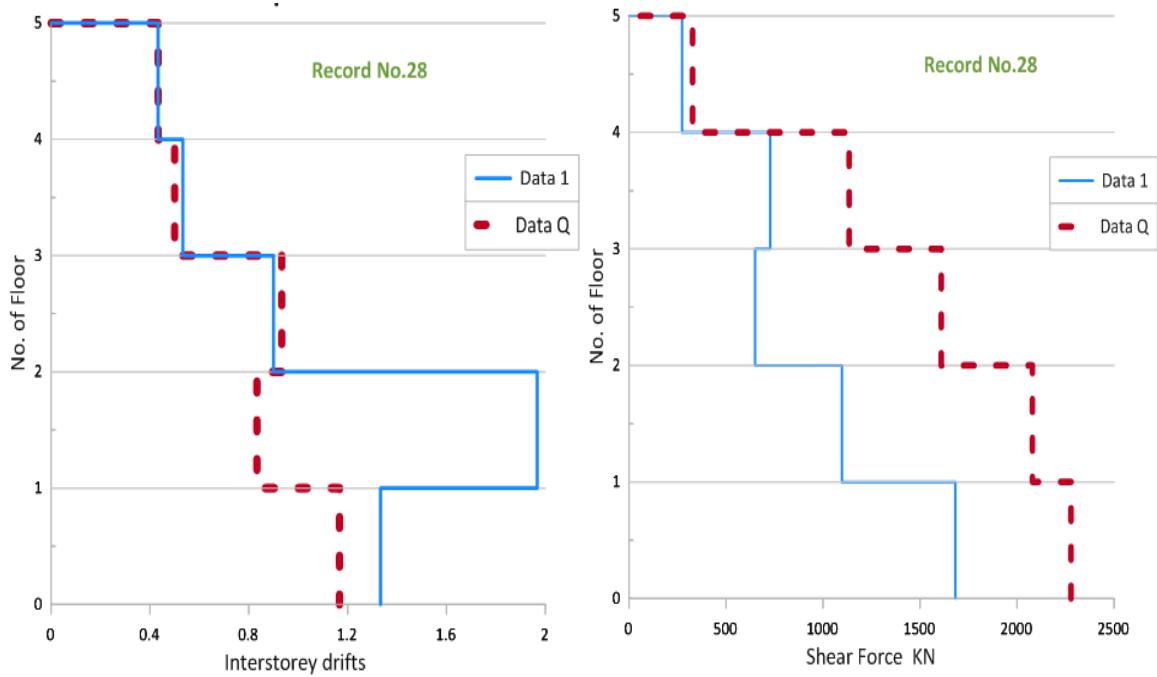 5
Record No.28
4
Data 1
Data Q
3
No. of Floor
2
1
0
0
0.4
0.8
1.2
1.6
2
Interstorey drifts
5
Record No.28
4
Data 1
Data Q
3
No. of Floor
2
1
0
0
500
1000
1500
2000
2500
Shear Force KN